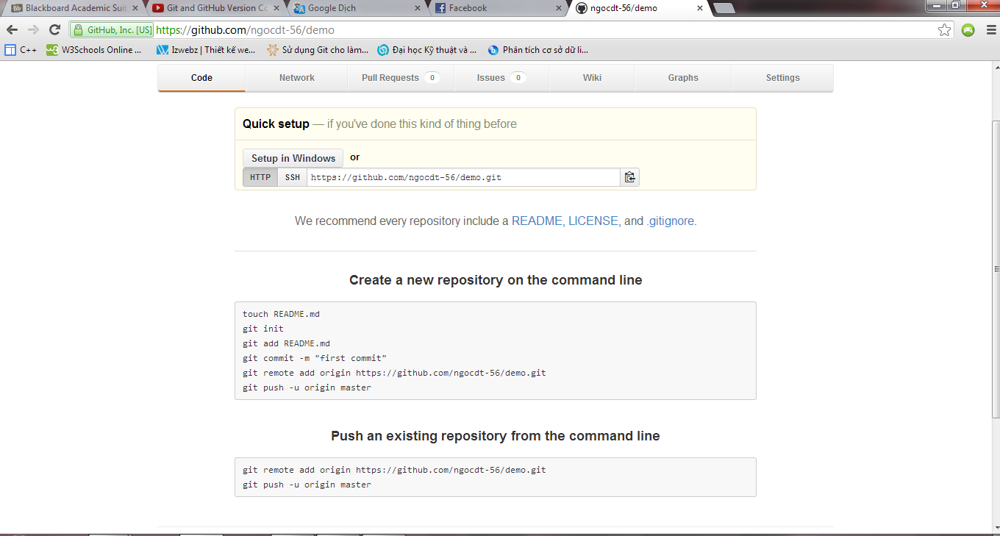 Blackboard Academic Suit
Git and GitHub Version Co
Google Dịch
Facebook
ngocdt-56/demo
GitHub, Inc. [US] https://github.com/ngocdt-56/demo
C++
W3Schools Online ...
Izwebz | Thiết kế we...
Sử dụng Git cho làm...
Đại học Kỹ thuật và ...
Phân tích cơ sở dữ li...
Code
Network
Pull Requests 0
Issues 0
Wiki
Graphs
Settings
Quick setup — if you've done this kind of thing before
Setup in Windows or
HTTP SSH https://github.com/ngocdt-56/demo.git
We recommend every repository include a README, LICENSE, and .gitignore.
Create a new repository on the command line
touch README.md
git init
git add README.md
git commit -m "first commit"
git remote add origin https://github.com/ngocdt-56/demo.git
git push -u origin master
Push an existing repository from the command line
git remote add origin https://github.com/ngocdt-56/demo.git
git push -u origin master